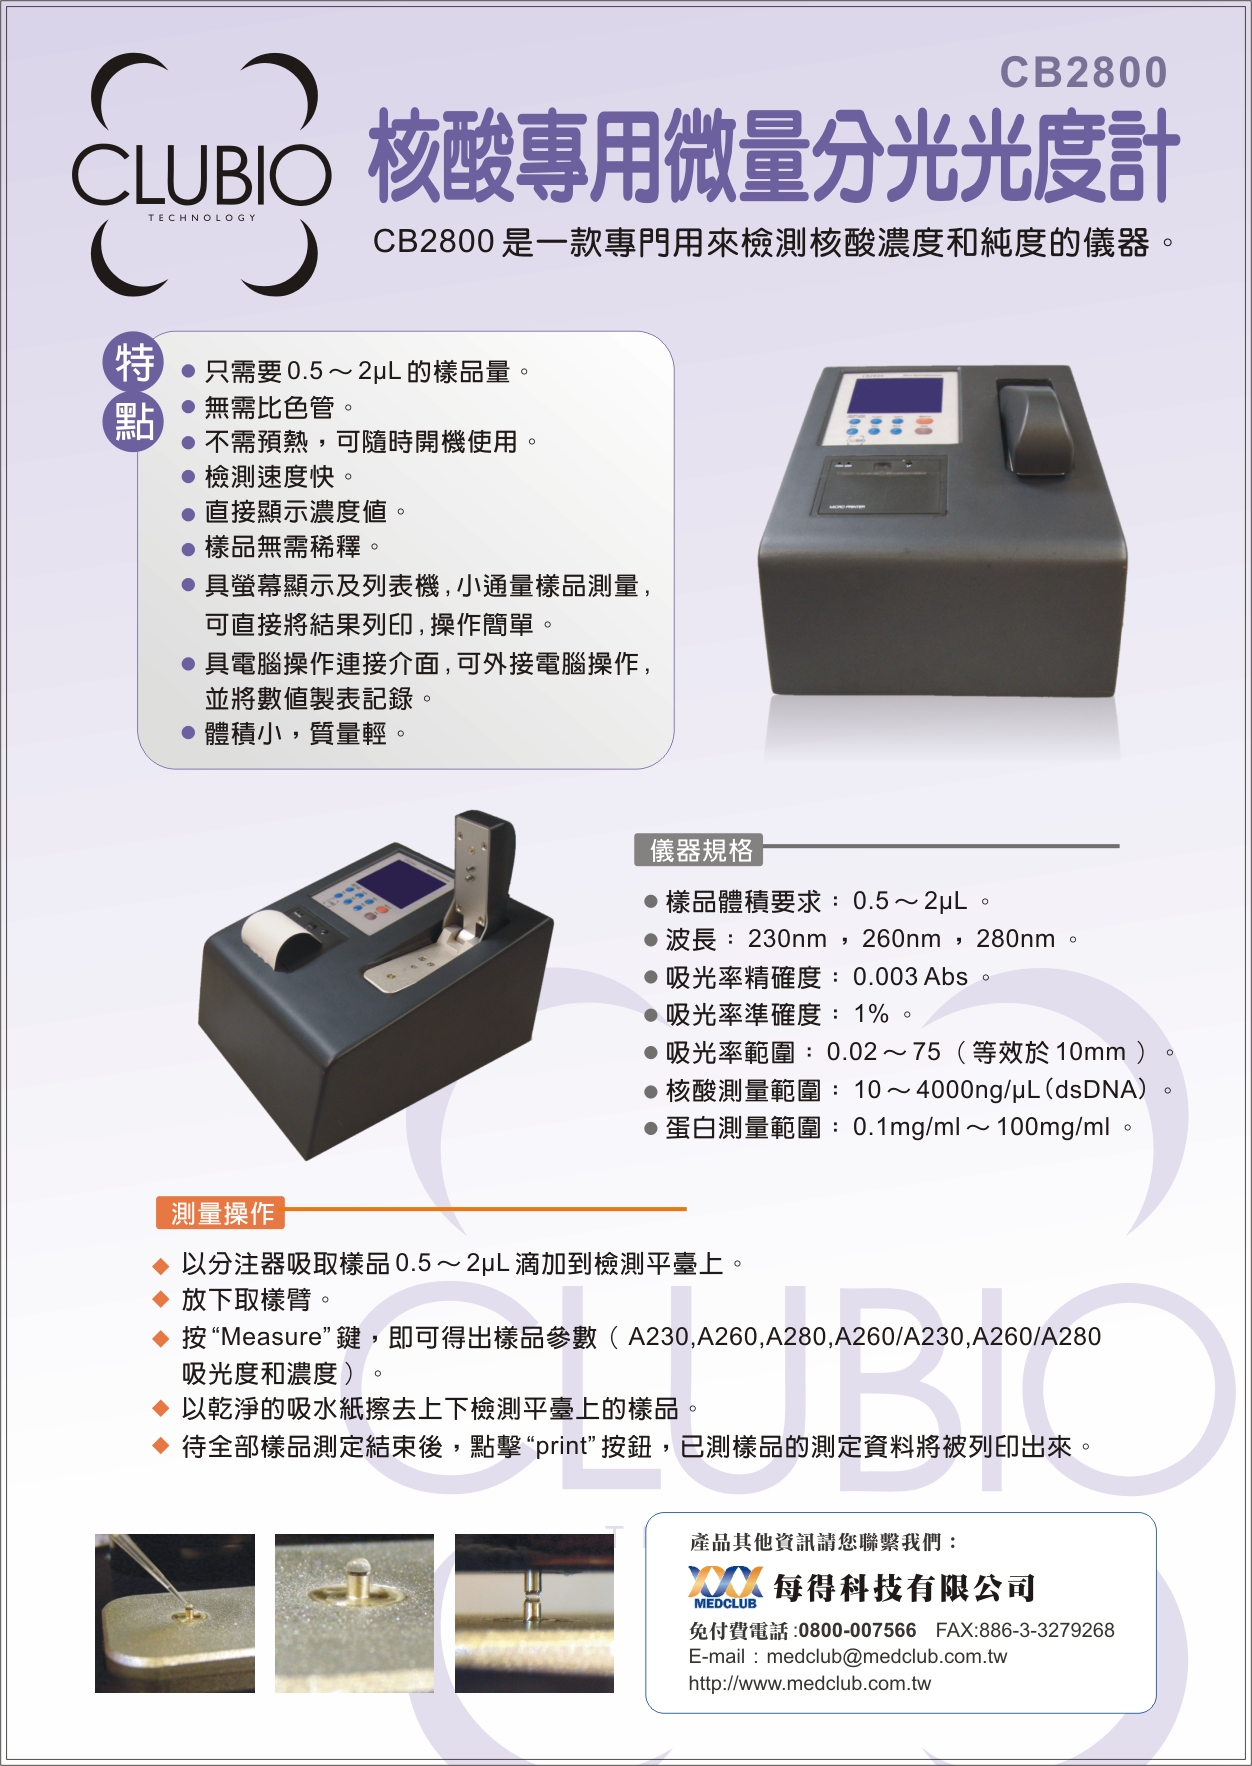 CB2800
CLUBIO
TECHNOLOGY
核酸專用微量分光光度計
CB2800 是一款專門用來檢測核酸濃度和純度的儀器。
特
點
只需要 0.5～2μL 的樣品量。
無需比色管。
不需預熱，可隨時開機使用。
檢測速度快。
直接顯示濃度值。
樣品無需稀釋。
具螢幕顯示及列表機,小通量樣品測量,
可直接將結果列印,操作簡單。
具電腦操作連接介面,可外接電腦操作,
並將數值製表記錄。
體積小，質量輕。
MICRO PRINTER
儀器規格
樣品體積要求： 0.5～2μL 。
波長： 230nm ，260nm ，280nm 。
吸光率精確度： 0.003 Abs 。
吸光率準確度： 1% 。
吸光率範圍： 0.02～75（等效於10mm ）。
核酸測量範圍： 10～4000ng/μL（dsDNA）。
蛋白測量範圍： 0.1mg/ml～100mg/ml 。
測量操作
以分注器吸取樣品0.5～2μL 滴加到檢測平臺上。
放下取樣臂。
按 “Measure” 鍵，即可得出樣品參數（ A230,A260,A280,A260/A230,A260/A280
吸光度和濃度）。
以乾淨的吸水紙擦去上下檢測平臺上的樣品。
待全部樣品測定結束後，點擊 “print” 按鈕，已測樣品的測定資料將被列印出來。
CLUBIO
產品其他資訊請您聯繫我們：
MEDCLUB 每得科技有限公司
免付費電話:0800-007566 FAX:886-3-3279268
E-mail：medclub@medclub.com.tw
http://www.medclub.com.tw